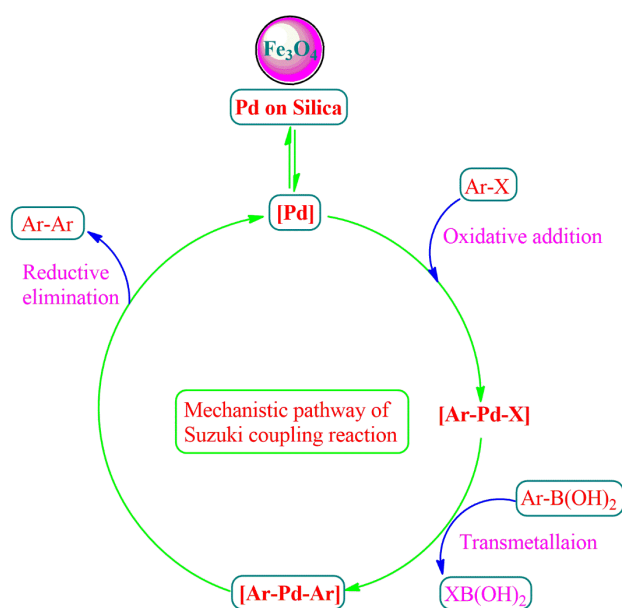 Fe₃O₄
Pd on Silica
[Pd]
Ar-X
Oxidative addition
Ar-Ar
Reductive
elimination
Mechanistic pathway of
Suzuki coupling reaction
[Ar-Pd-X]
Ar-B(OH)₂
Transmetallaion
XB(OH)₂
[Ar-Pd-Ar]